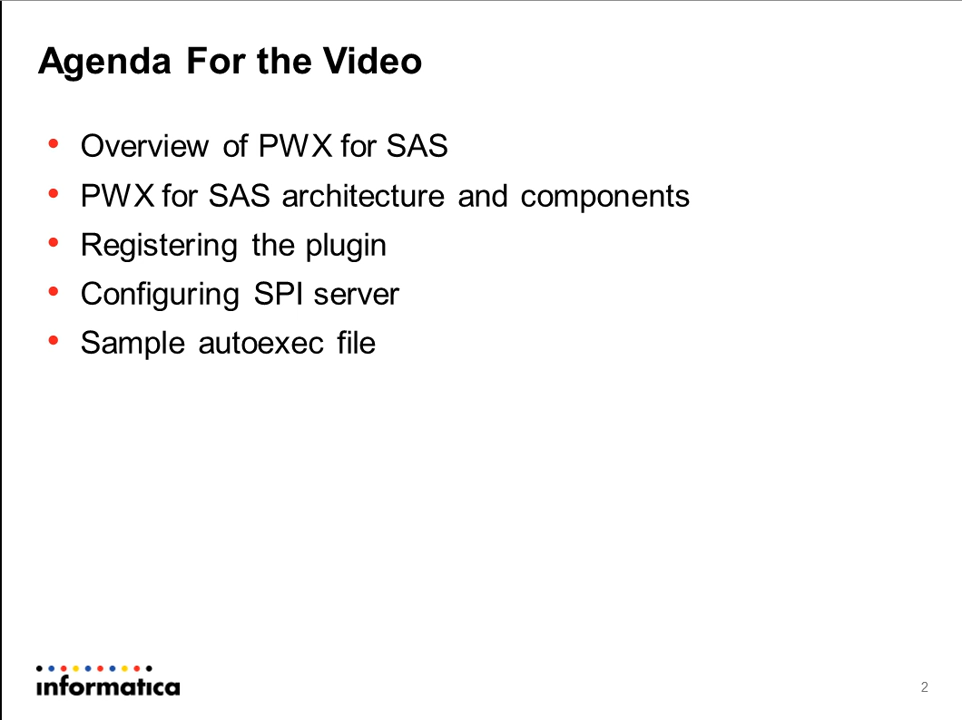 Agenda For the Video
• Overview of PWX for SAS
• PWX for SAS architecture and components
• Registering the plugin
• Configuring SPI server
• Sample autoexec file
informatica
2